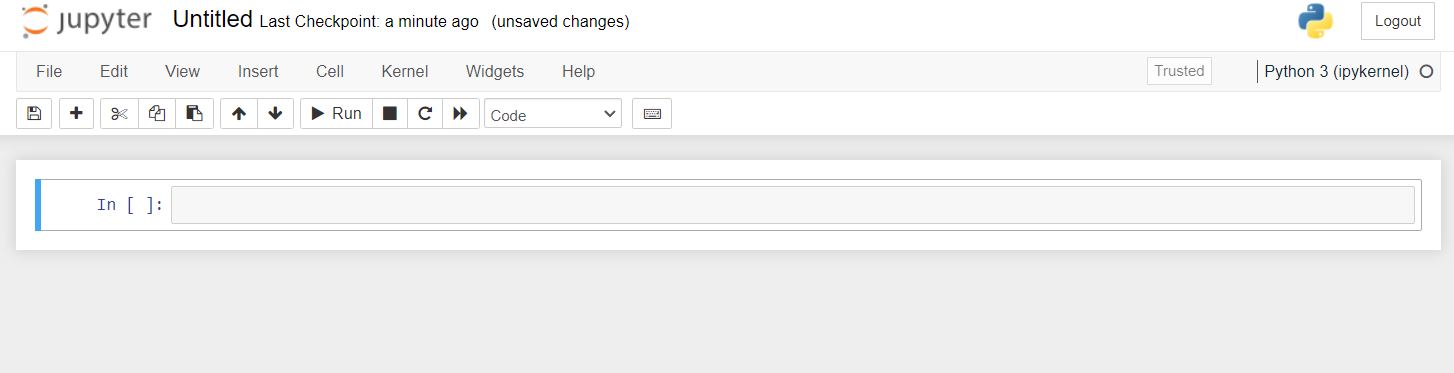 jupyter Untitled Last Checkpoint: a minute ago (unsaved changes) Logout
File Edit View Insert Cell Kernel Widgets Help Trusted Python 3 (ipykernel)
Run Code
In [ ]: